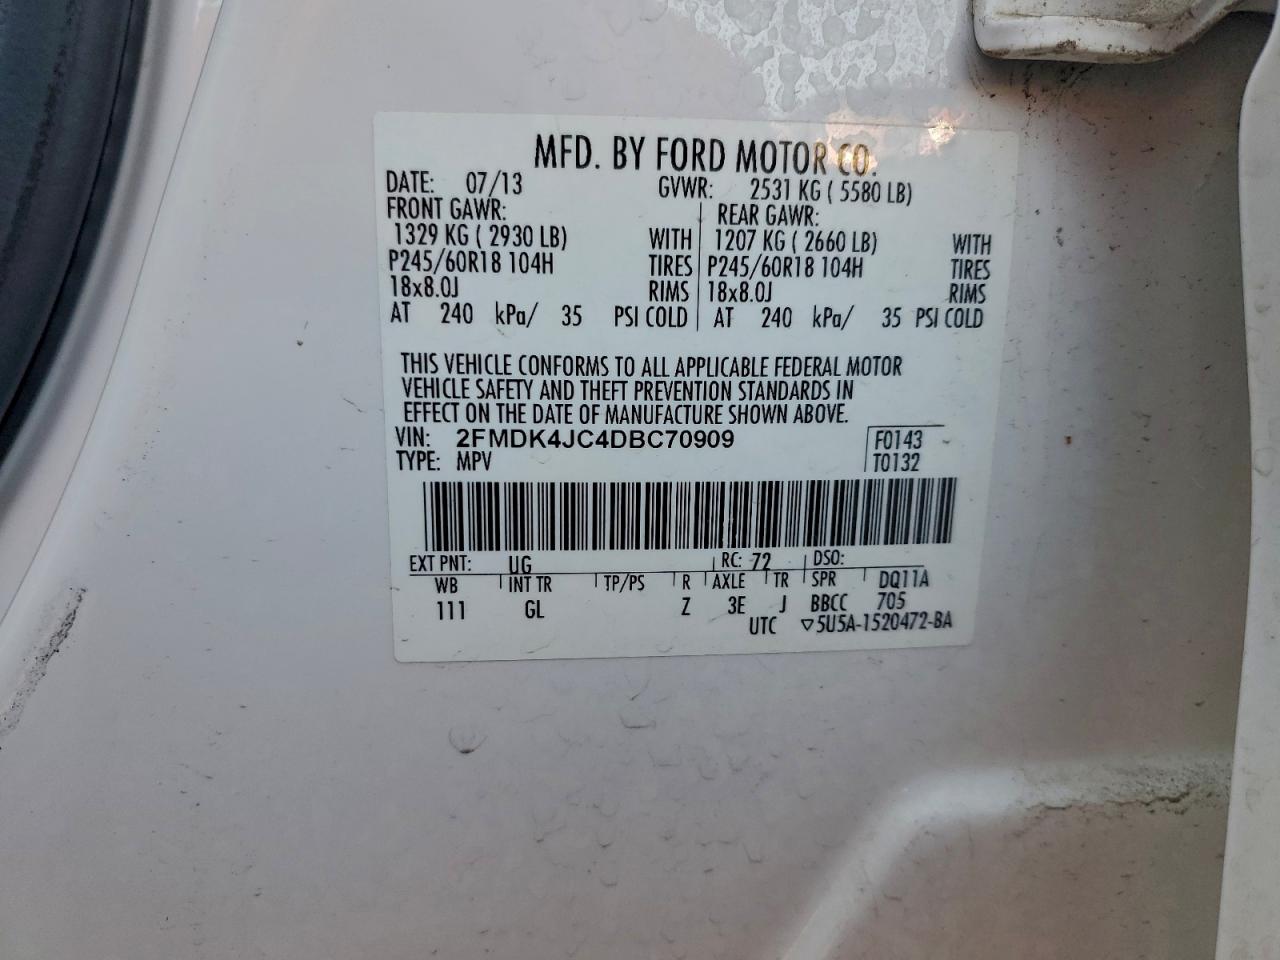 MFD. BY FORD MOTOR CO.
DATE: 07/13 GVWR: 2531 KG ( 5580 LB)
FRONT GAWR: REAR GAWR:
1329 KG ( 2930 LB) WITH 1207 KG ( 2660 LB) WITH
P245/60R18 104H TIRES P245/60R18 104H TIRES
18x8.0J RIMS 18x8.0J RIMS
AT 240 kPa/ 35 PSI COLD AT 240 kPa/ 35 PSI COLD
THIS VEHICLE CONFORMS TO ALL APPLICABLE FEDERAL MOTOR
VEHICLE SAFETY AND THEFT PREVENTION STANDARDS IN
EFFECT ON THE DATE OF MANUFACTURE SHOWN ABOVE.
VIN: 2FMDK4JC4DBC70909 F0143
TYPE: MPV T0132
EXT PNT: UG RC: 72 DSO:
WB INT TR TP/PS R AXLE TR SPR DQ11A
111 GL Z 3E J BBCC 705
UTC ▽5U5A-1520472-BA